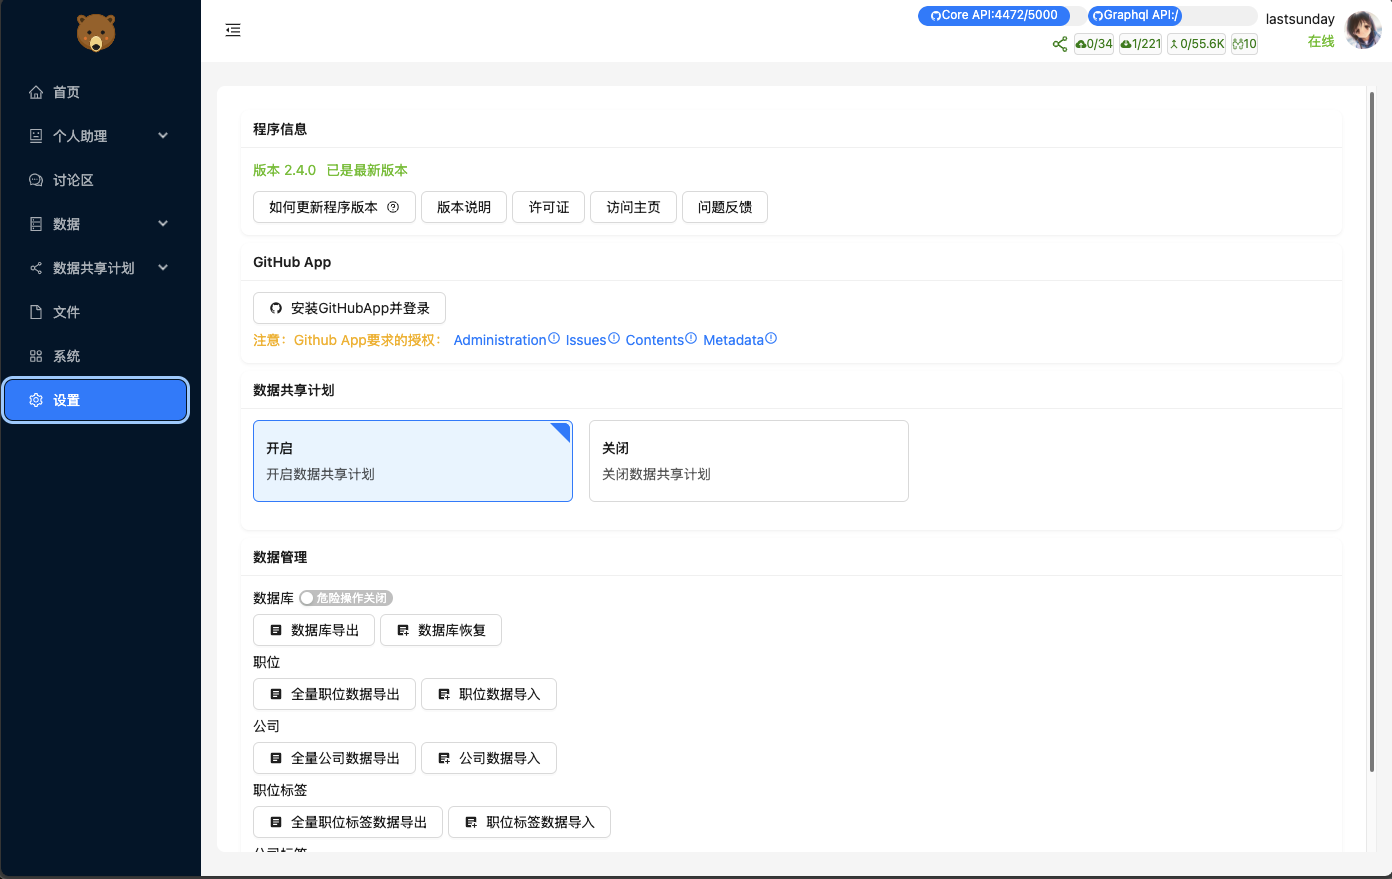 首页
个人助理
讨论区
数据
数据共享计划
文件
系统
设置
Core API:4472/5000
Graphql API:/
lastsunday
在线
0/34
1/221
0/55.6K
10
程序信息
版本 2.4.0 已是最新版本
如何更新程序版本
版本说明
许可证
访问主页
问题反馈
GitHub App
安装GitHubApp并登录
注意：Github App要求的授权： Administration Issues Contents Metadata
数据共享计划
开启
开启数据共享计划
关闭
关闭数据共享计划
数据管理
数据库 危险操作关闭
数据库导出
数据库恢复
职位
全量职位数据导出
职位数据导入
公司
全量公司数据导出
公司数据导入
职位标签
全量职位标签数据导出
职位标签数据导入